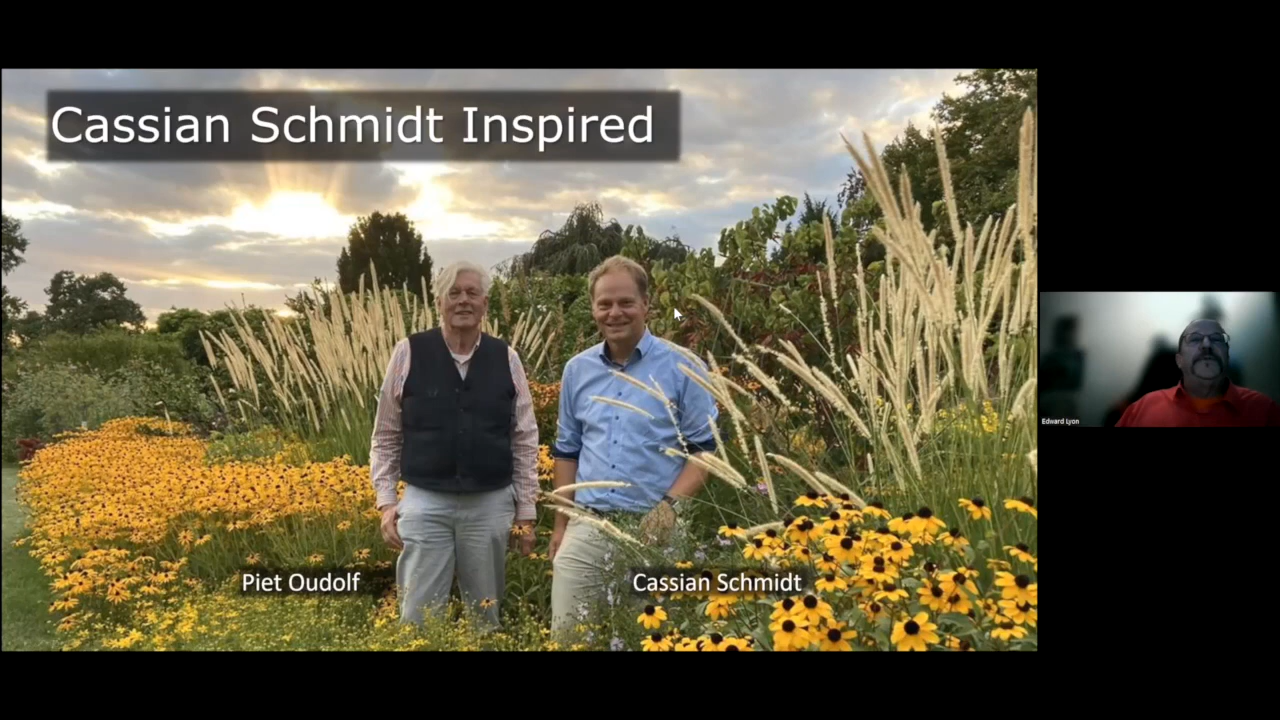 Cassian Schmidt Inspired
Piet Oudolf
Cassian Schmidt
Edward Lyon